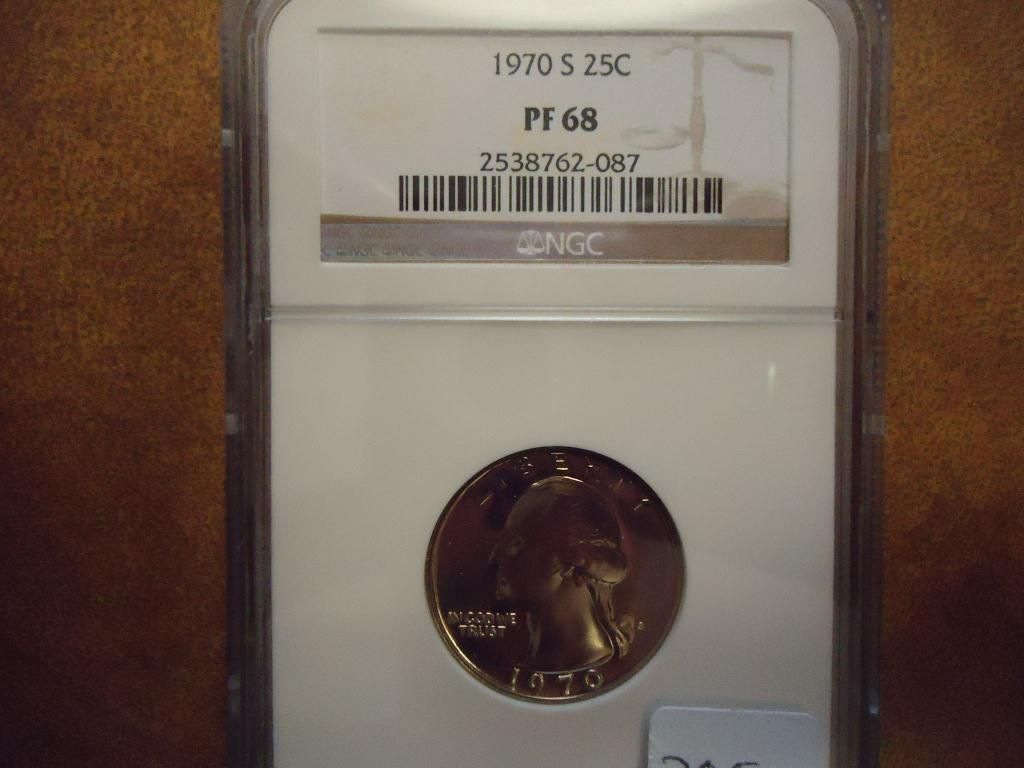 1970 S 25C
PF 68
2538762-087
NGC
LIBERTY
IN GOD WE
TRUST
S
1970